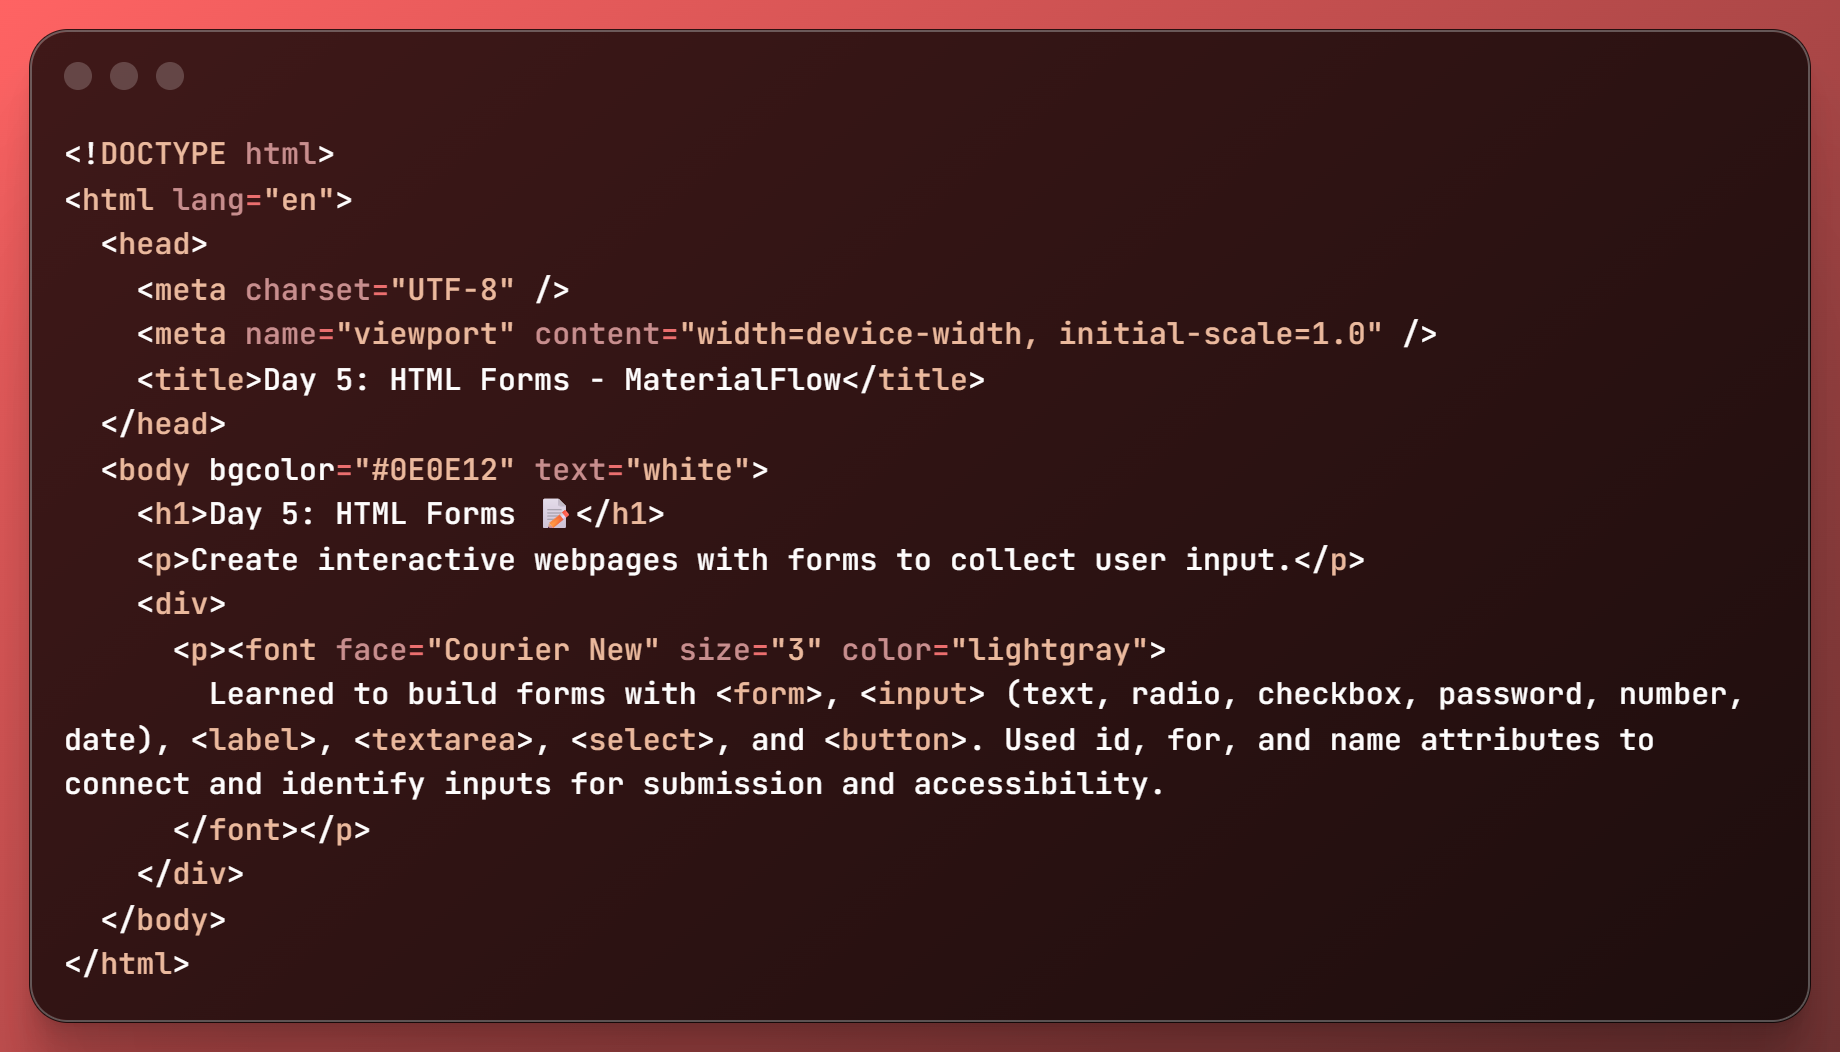 <!DOCTYPE html>
<html lang="en">
  <head>
    <meta charset="UTF-8" />
    <meta name="viewport" content="width=device-width, initial-scale=1.0" />
    <title>Day 5: HTML Forms - MaterialFlow</title>
  </head>
  <body bgcolor="#0E0E12" text="white">
    <h1>Day 5: HTML Forms 📝</h1>
    <p>Create interactive webpages with forms to collect user input.</p>
    <div>
      <p><font face="Courier New" size="3" color="lightgray">
        Learned to build forms with <form>, <input> (text, radio, checkbox, password, number,
date), <label>, <textarea>, <select>, and <button>. Used id, for, and name attributes to
connect and identify inputs for submission and accessibility.
      </font></p>
    </div>
  </body>
</html>